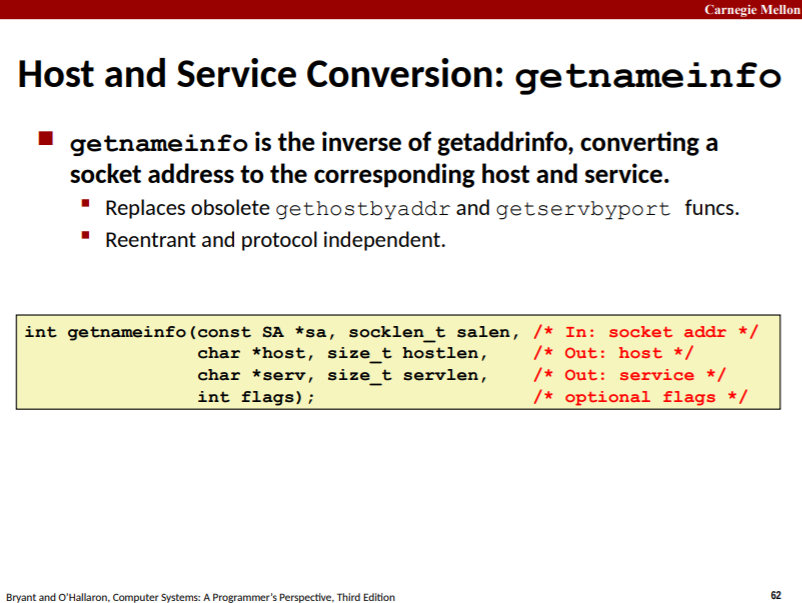 Carnegie Mellon
Host and Service Conversion: getnameinfo
getnameinfo is the inverse of getaddrinfo, converting a
socket address to the corresponding host and service.
Replaces obsolete gethostbyaddr and getservbyport funcs.
Reentrant and protocol independent.
int getnameinfo(const SA *sa, socklen_t salen, /* In: socket addr */
char *host, size_t hostlen, /* Out: host */
char *serv, size_t servlen, /* Out: service */
int flags); /* optional flags */
Bryant and O’Hallaron, Computer Systems: A Programmer’s Perspective, Third Edition
62